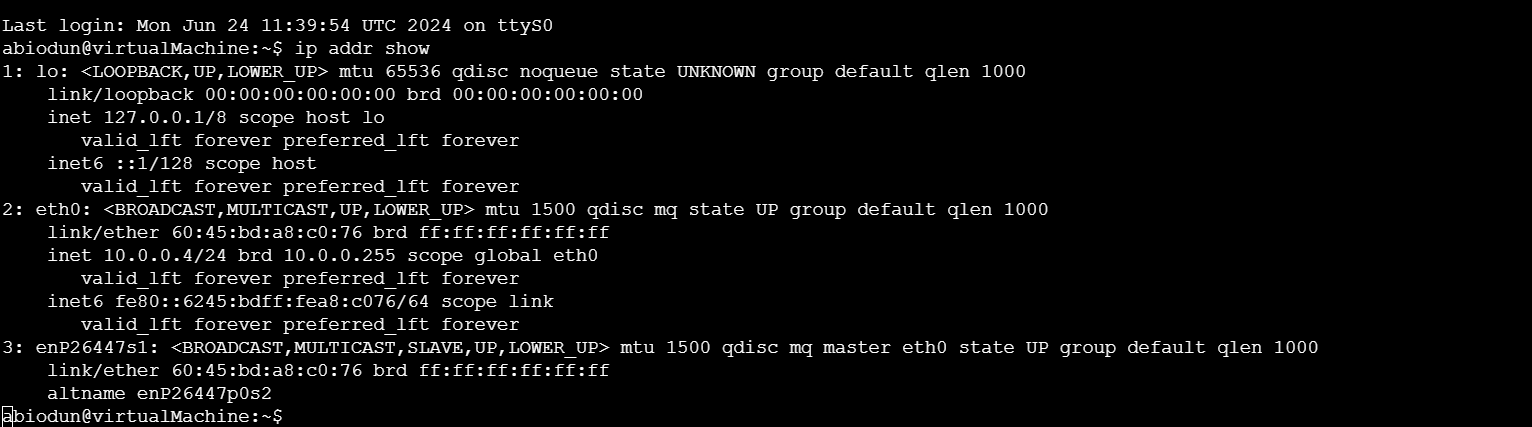 Last login: Mon Jun 24 11:39:54 UTC 2024 on ttyS0
abiodun@virtualMachine:~$ ip addr show
1: lo: <LOOPBACK,UP,LOWER_UP> mtu 65536 qdisc noqueue state UNKNOWN group default qlen 1000
    link/loopback 00:00:00:00:00:00 brd 00:00:00:00:00:00
    inet 127.0.0.1/8 scope host lo
       valid_lft forever preferred_lft forever
    inet6 ::1/128 scope host
       valid_lft forever preferred_lft forever
2: eth0: <BROADCAST,MULTICAST,UP,LOWER_UP> mtu 1500 qdisc mq state UP group default qlen 1000
    link/ether 60:45:bd:a8:c0:76 brd ff:ff:ff:ff:ff:ff
    inet 10.0.0.4/24 brd 10.0.0.255 scope global eth0
       valid_lft forever preferred_lft forever
    inet6 fe80::6245:bdff:fea8:c076/64 scope link
       valid_lft forever preferred_lft forever
3: enP26447s1: <BROADCAST,MULTICAST,SLAVE,UP,LOWER_UP> mtu 1500 qdisc mq master eth0 state UP group default qlen 1000
    link/ether 60:45:bd:a8:c0:76 brd ff:ff:ff:ff:ff:ff
    altname enP26447p0s2
abiodun@virtualMachine:~$